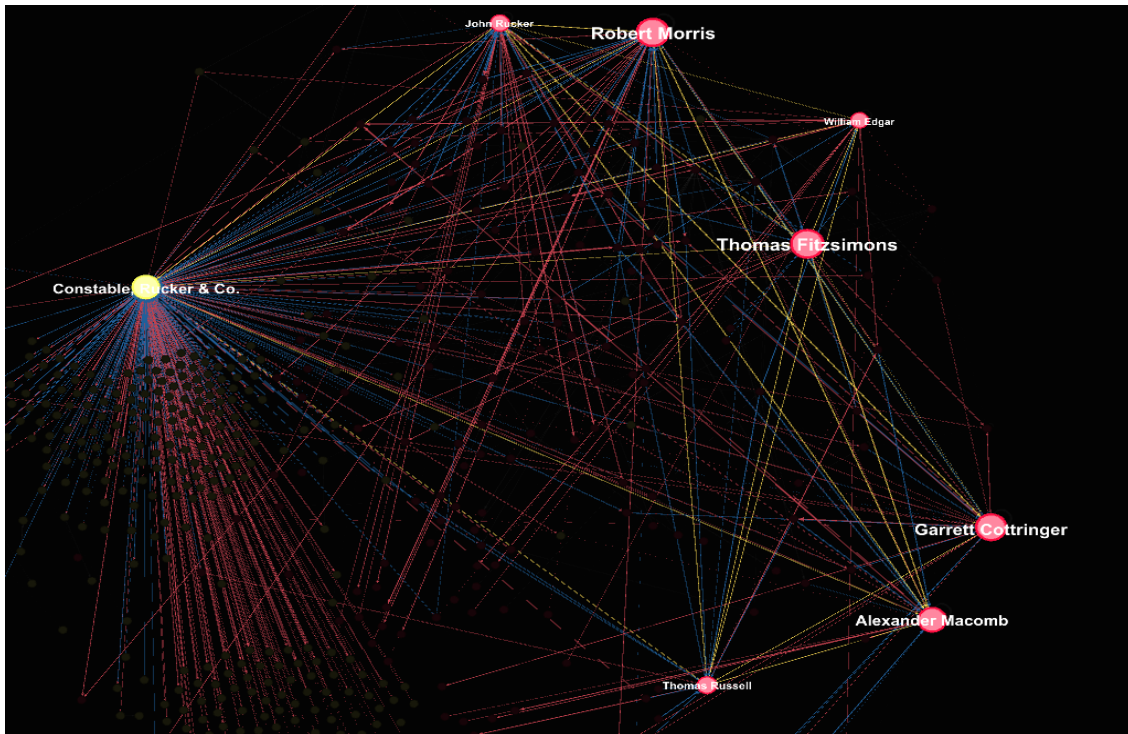 John Rucker
Robert Morris
William Edgar
Thomas Fitzsimons
Constable, Rucker & Co.
Garrett Cottringer
Alexander Macomb
Thomas Russell